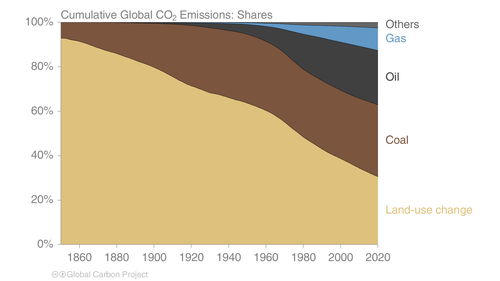 Cumulative Global CO₂ Emissions: Shares
100%
80%
60%
40%
20%
0%
Others
Gas
Oil
Coal
Land-use change
1860 1880 1900 1920 1940 1960 1980 2000 2020
Global Carbon Project